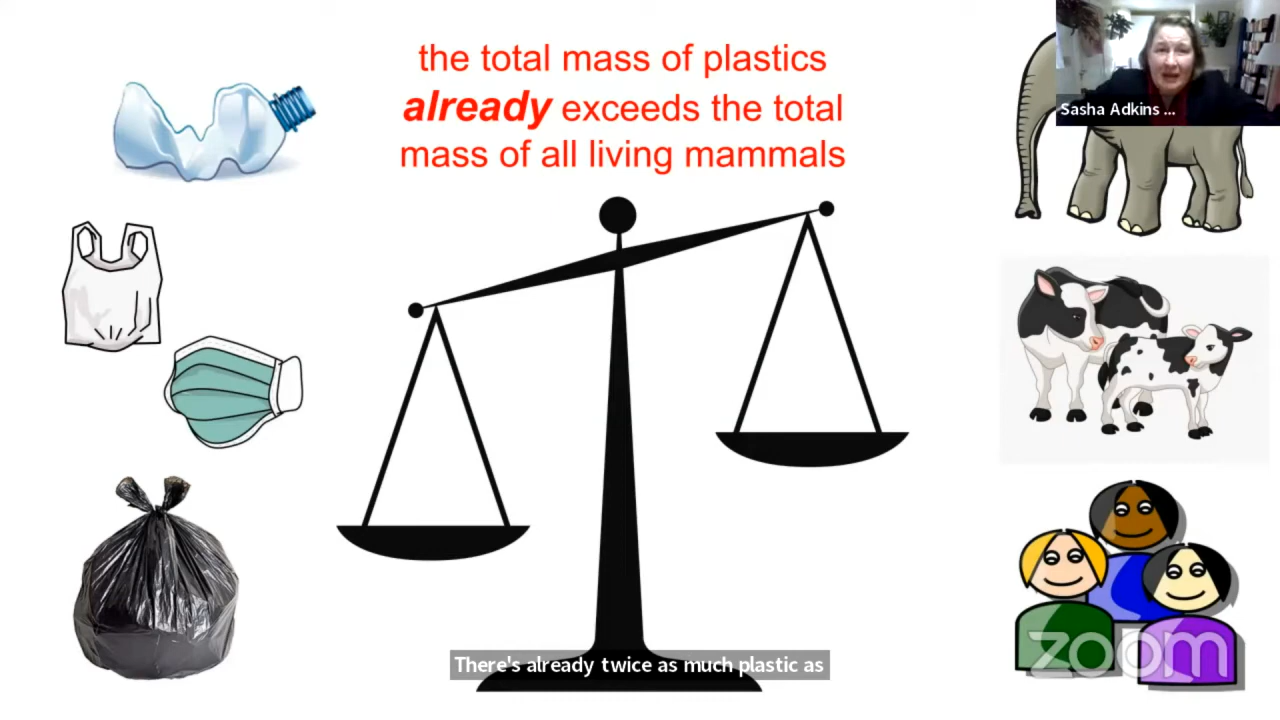 the total mass of plastics
already exceeds the total
mass of all living mammals
Sasha Adkins ...
zoom
There's already twice as much plastic as